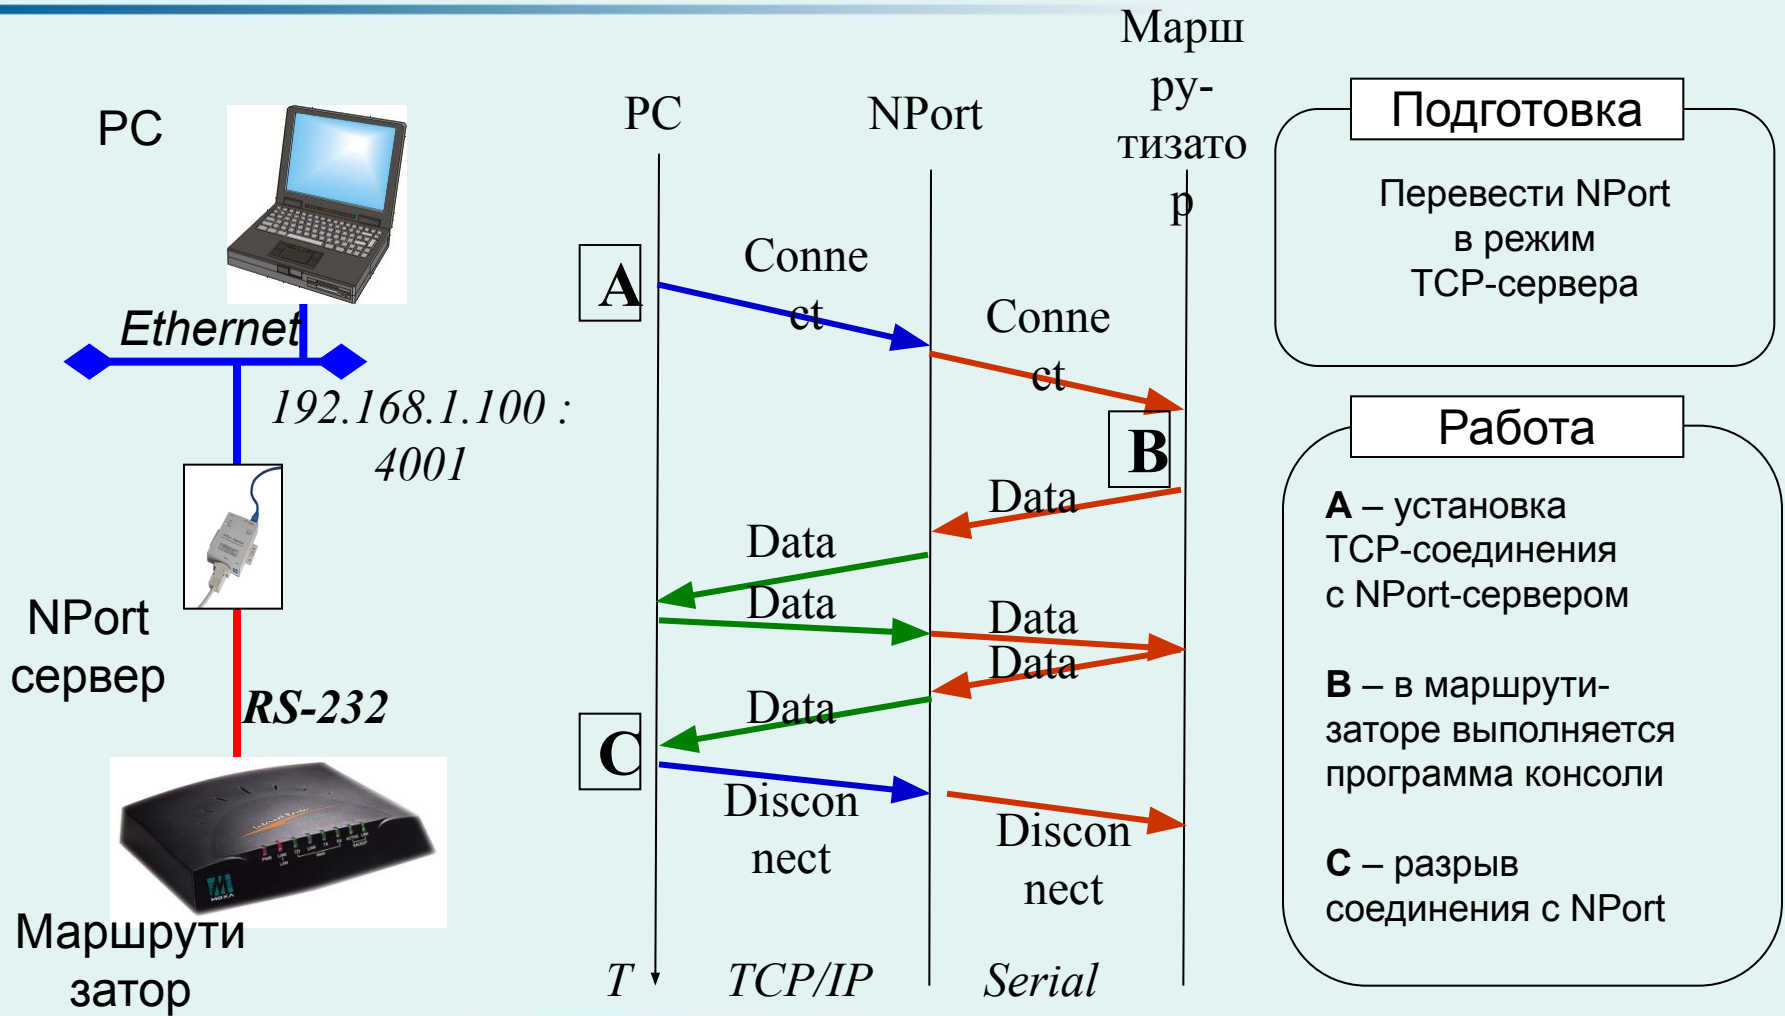 PC
Ethernet
192.168.1.100 :
4001
NPort
сервер
RS-232
MOXA
Маршрути
затор
PC
NPort
Марш
ру-
тизато
р
A
Conne
ct
Conne
ct
B
Data
Data
Data
Data
Data
Data
C
Discon
nect
Discon
nect
T
TCP/IP
Serial
Подготовка
Перевести NPort
в режим
TCP-сервера
Работа
A – установка
TCP-соединения
с NPort-сервером
B – в маршрути-
заторе выполняется
программа консоли
C – разрыв
соединения с NPort